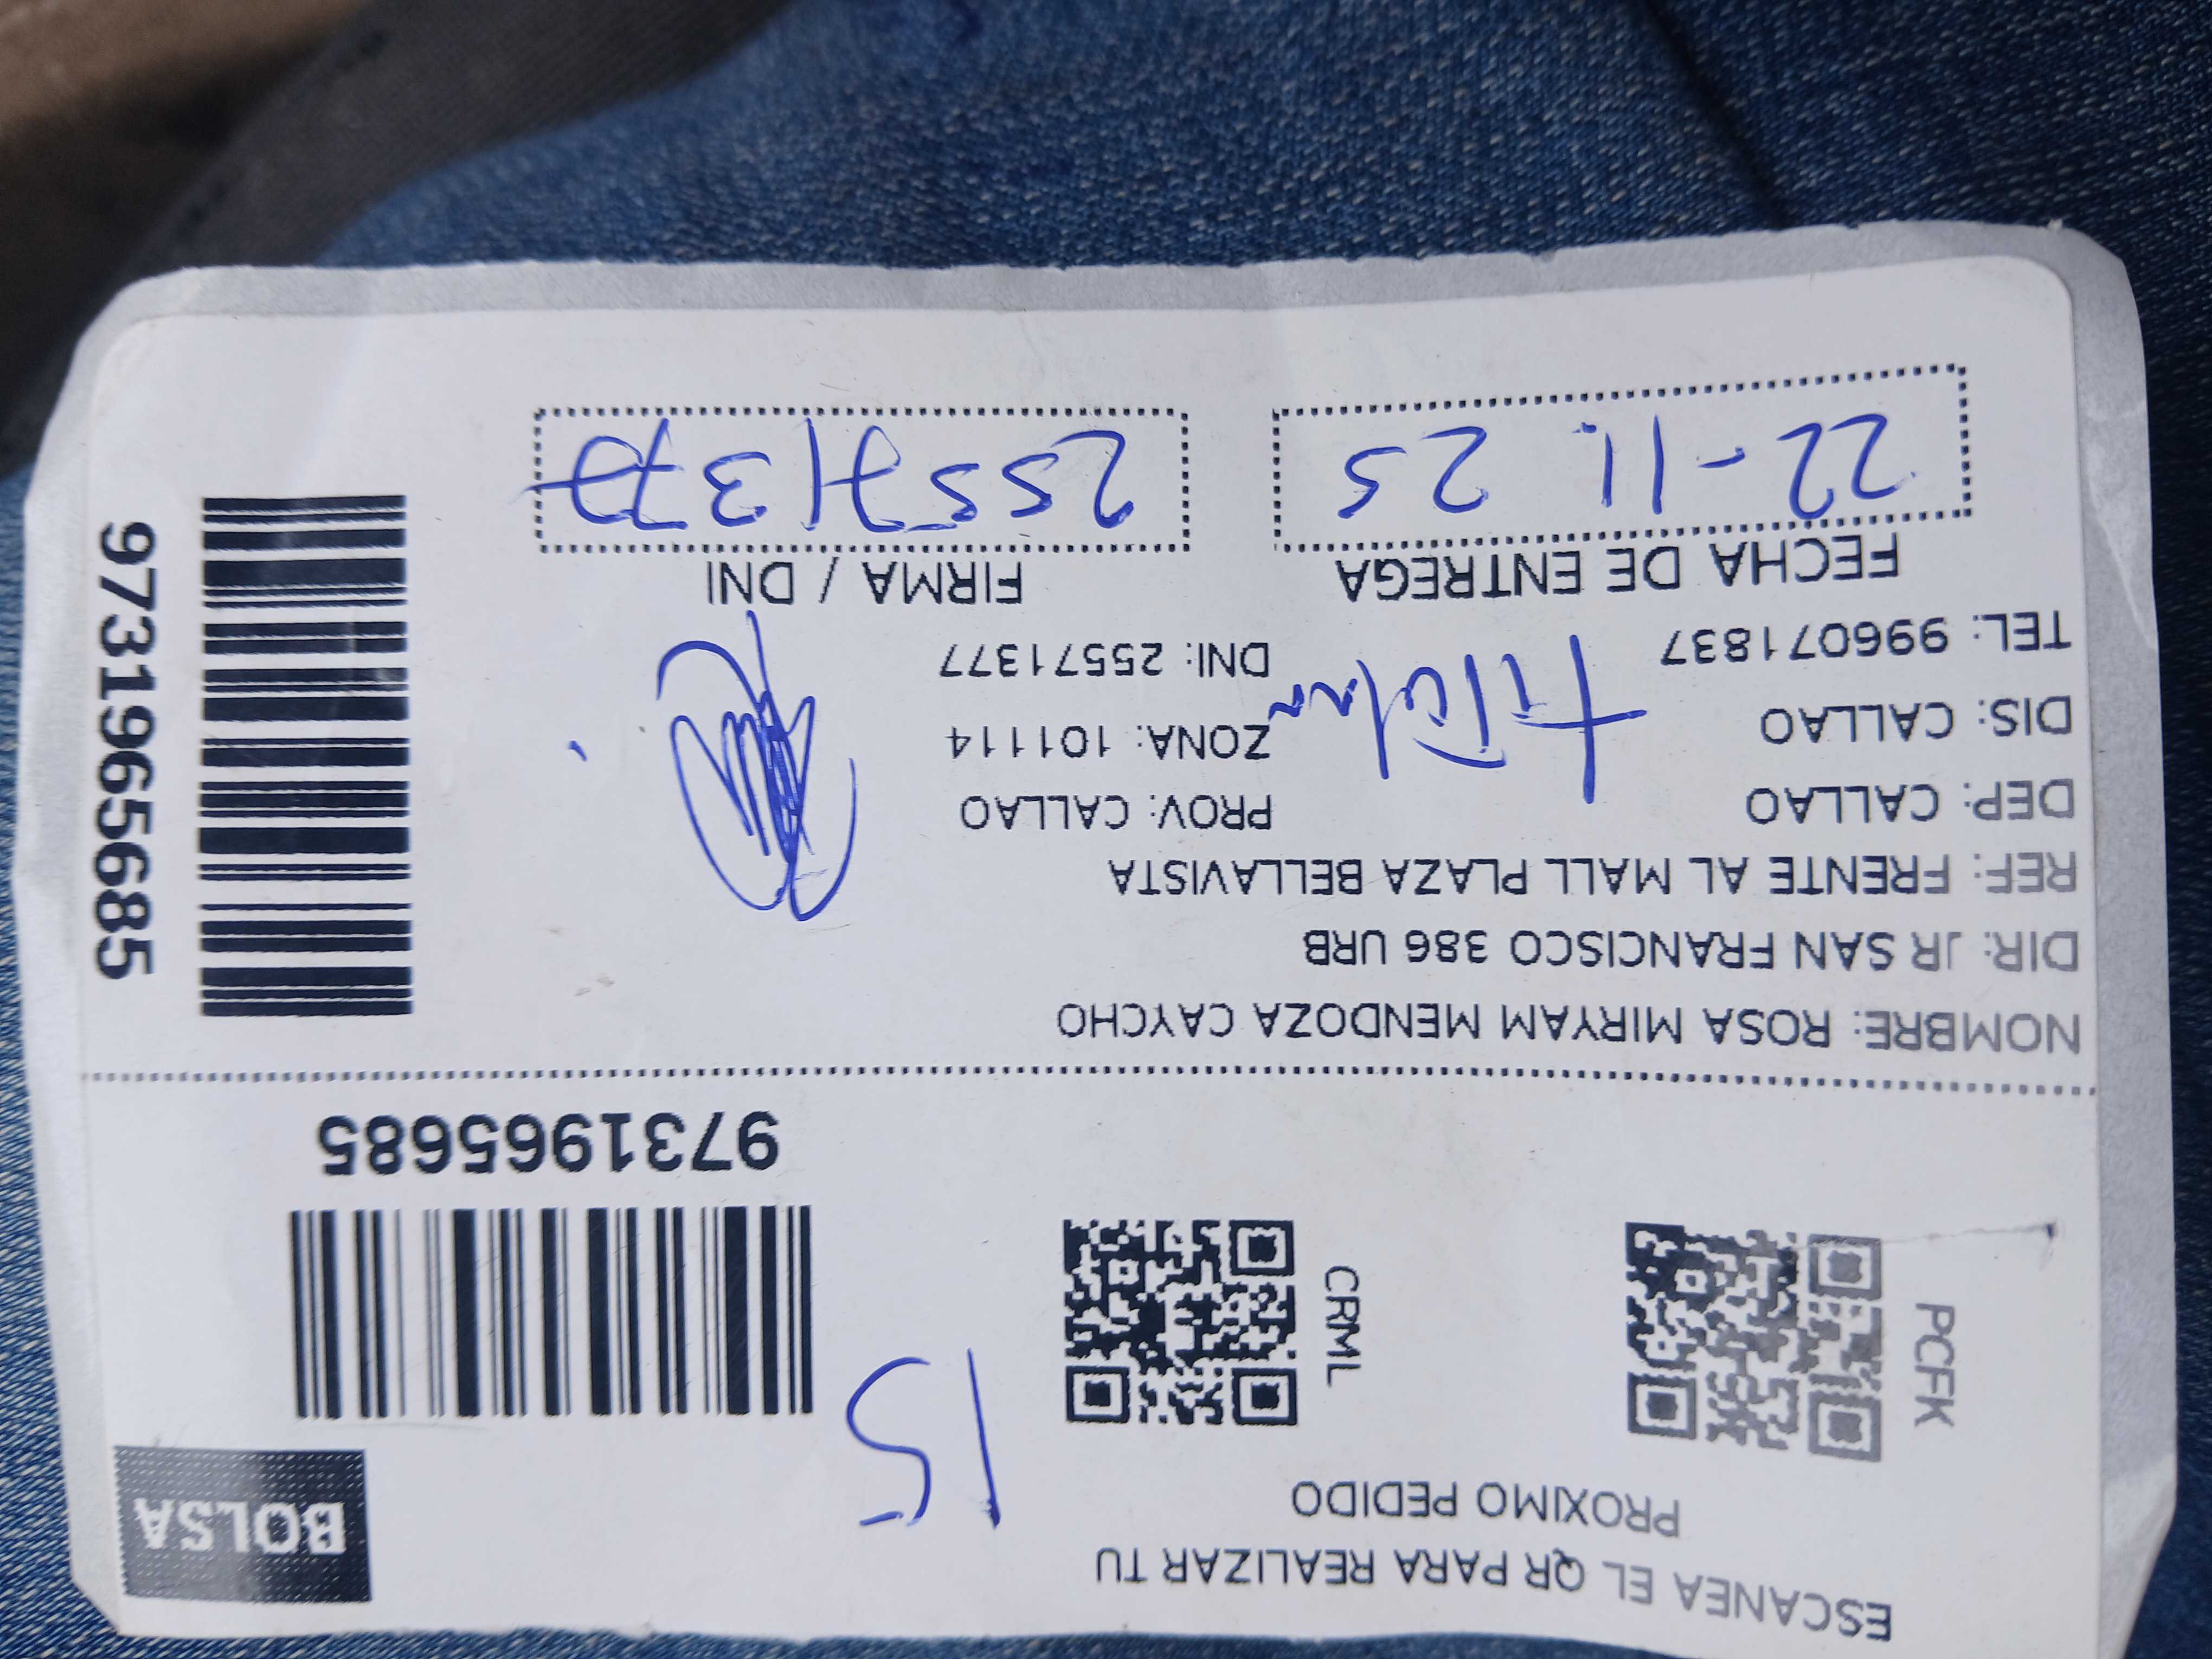 ESCANEA EL QR PARA REALIZAR TU
PROXIMO PEDIDO
BOLSA
PCFK
CRML
15
9731965685
NOMBRE: ROSA MIRYAM MENDOZA CAYCHO
DIR: JR SAN FRANCISCO 386 URB
REF: FRENTE AL MALL PLAZA BELLAVISTA
DEP: CALLAO PROV: CALLAO
DIS: CALLAO ZONA: 101114
TEL: 996071837 DNI: 25571377
FECHA DE ENTREGA FIRMA / DNI
22-11 25 25571377
9731965685